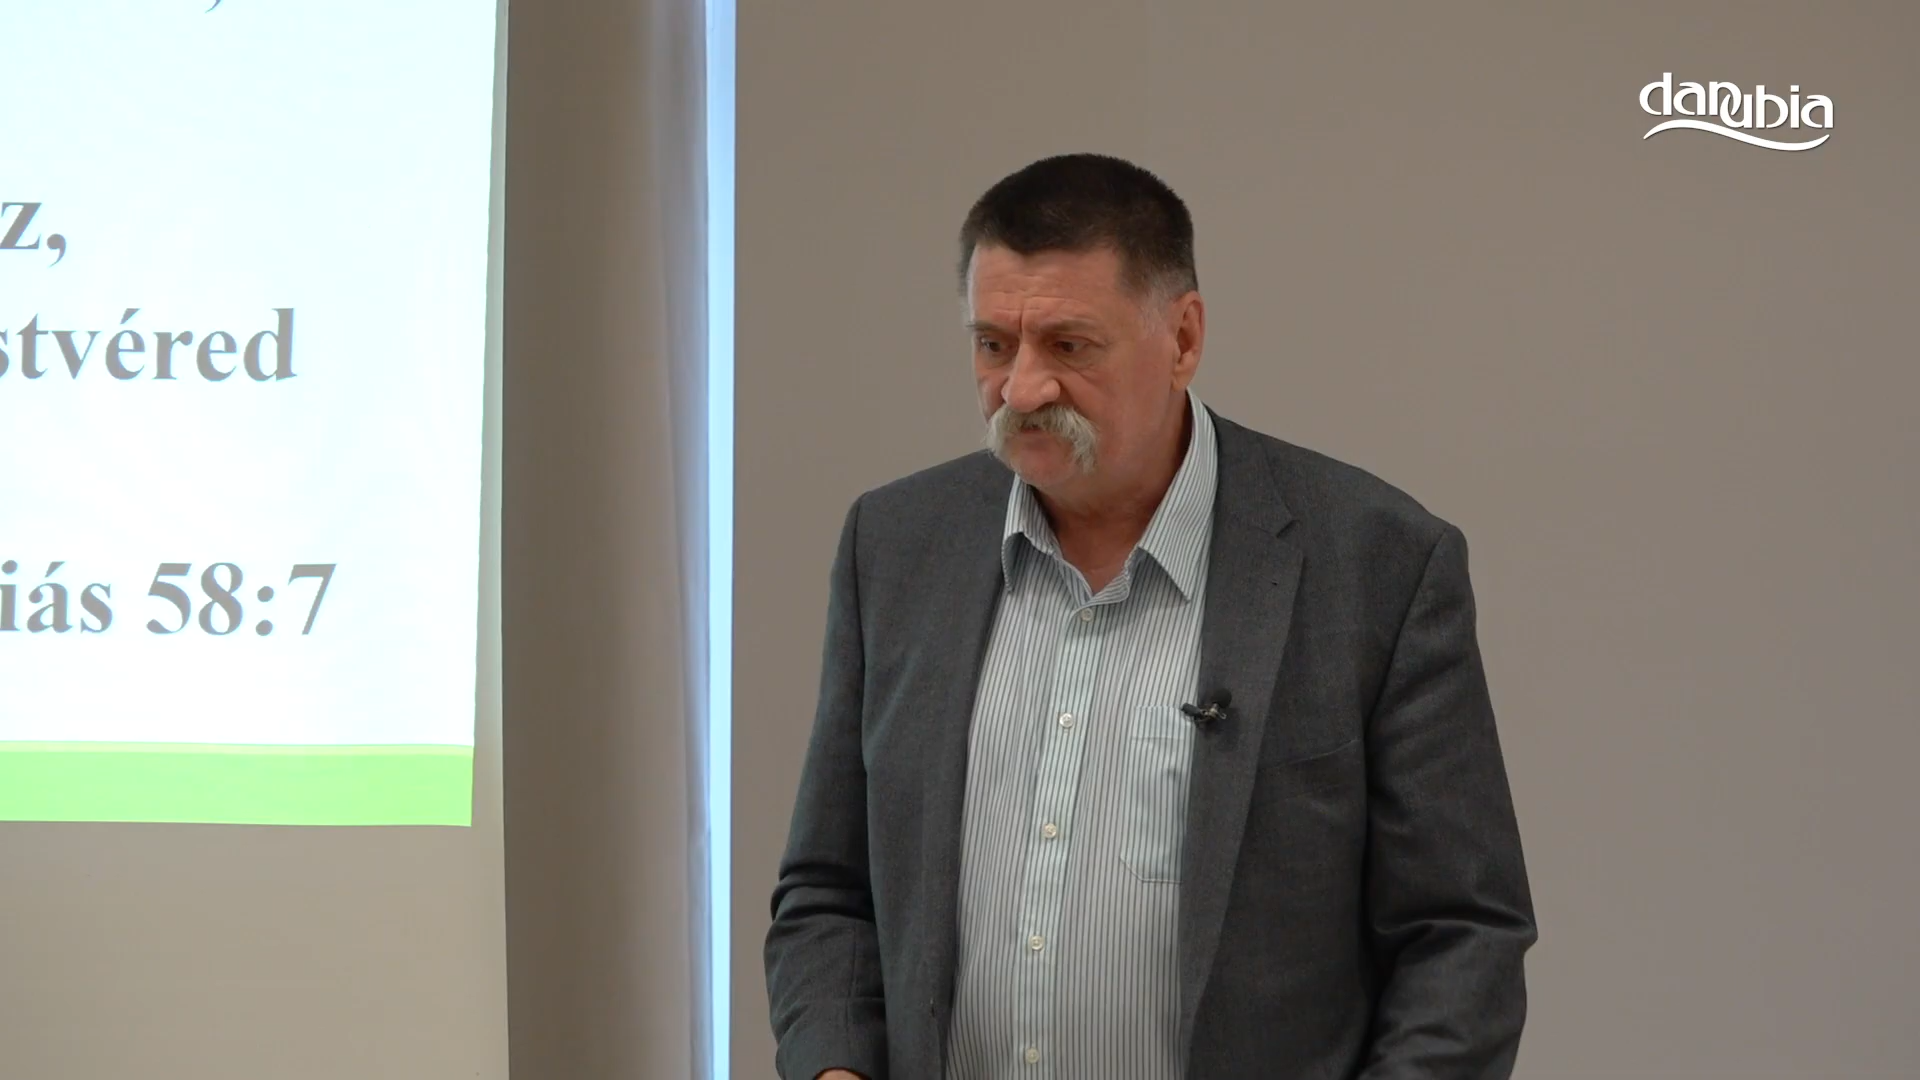 z,
stvéred
iás 58:7
danubia